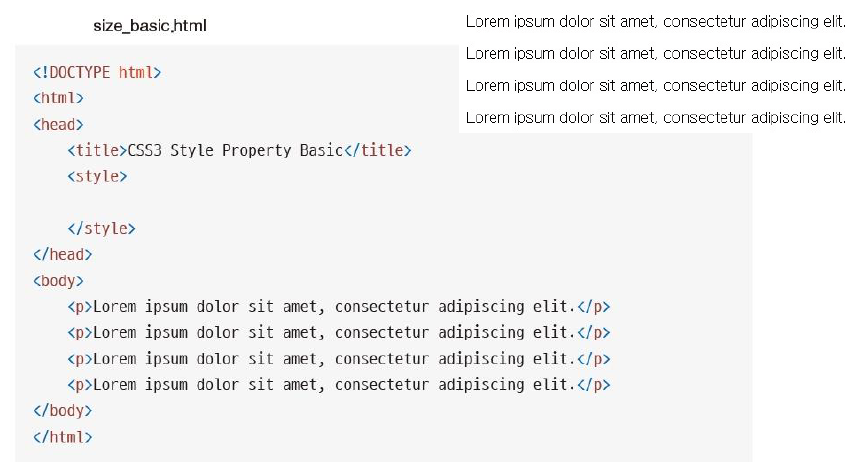 size_basic.html
Lorem ipsum dolor sit amet, consectetur adipiscing elit.
Lorem ipsum dolor sit amet, consectetur adipiscing elit.
Lorem ipsum dolor sit amet, consectetur adipiscing elit.
Lorem ipsum dolor sit amet, consectetur adipiscing elit.
<!DOCTYPE html>
<html>
<head>
    <title>CSS3 Style Property Basic</title>
    <style>
    </style>
</head>
<body>
    <p>Lorem ipsum dolor sit amet, consectetur adipiscing elit.</p>
    <p>Lorem ipsum dolor sit amet, consectetur adipiscing elit.</p>
    <p>Lorem ipsum dolor sit amet, consectetur adipiscing elit.</p>
    <p>Lorem ipsum dolor sit amet, consectetur adipiscing elit.</p>
</body>
</html>